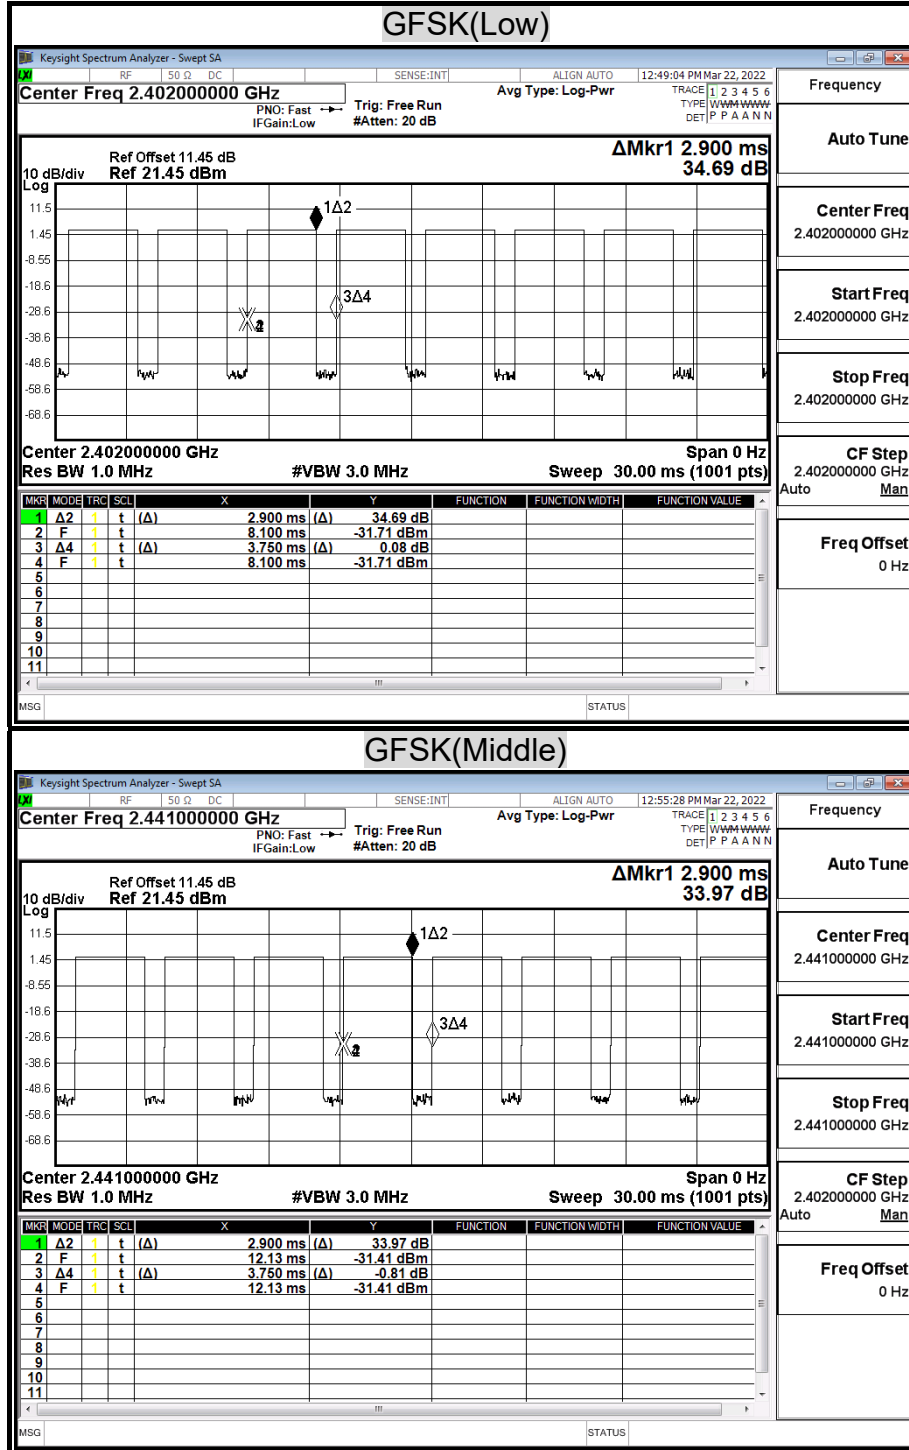 GFSK(Low)
Keysight Spectrum Analyzer - Swept SA
LXI RF 50 Ω DC SENSE:INT ALIGN AUTO 12:49:04 PM Mar 22, 2022
Center Freq 2.402000000 GHz Avg Type: Log-Pwr TRACE 1 2 3 4 5 6
PNO: Fast Trig: Free Run TYPE WWMWWWW
IFGain:Low #Atten: 20 dB DET P P A A N N
Frequency
Auto Tune
Center Freq
2.402000000 GHz
Start Freq
2.402000000 GHz
Stop Freq
2.402000000 GHz
CF Step
2.402000000 GHz
Auto Man
Freq Offset
0 Hz
ΔMkr1 2.900 ms
34.69 dB
Ref Offset 11.45 dB
10 dB/div Ref 21.45 dBm
Log
11.5
1.45
-8.55
-18.6
-28.6
-38.6
-48.6
-58.6
-68.6
1Δ2
3Δ4
Center 2.402000000 GHz Span 0 Hz
Res BW 1.0 MHz #VBW 3.0 MHz Sweep 30.00 ms (1001 pts)
MKR MODE TRC SCL X Y FUNCTION FUNCTION WIDTH FUNCTION VALUE
1 Δ2 1 t (Δ) 2.900 ms (Δ) 34.69 dB
2 F 1 t 8.100 ms -31.71 dBm
3 Δ4 1 t (Δ) 3.750 ms (Δ) 0.08 dB
4 F 1 t 8.100 ms -31.71 dBm
5
6
7
8
9
10
11
MSG STATUS
GFSK(Middle)
Keysight Spectrum Analyzer - Swept SA
LXI RF 50 Ω DC SENSE:INT ALIGN AUTO 12:55:28 PM Mar 22, 2022
Center Freq 2.441000000 GHz Avg Type: Log-Pwr TRACE 1 2 3 4 5 6
PNO: Fast Trig: Free Run TYPE WWMWWWW
IFGain:Low #Atten: 20 dB DET P P A A N N
Frequency
Auto Tune
Center Freq
2.441000000 GHz
Start Freq
2.441000000 GHz
Stop Freq
2.441000000 GHz
CF Step
2.402000000 GHz
Auto Man
Freq Offset
0 Hz
ΔMkr1 2.900 ms
33.97 dB
Ref Offset 11.45 dB
10 dB/div Ref 21.45 dBm
Log
11.5
1.45
-8.55
-18.6
-28.6
-38.6
-48.6
-58.6
-68.6
1Δ2
3Δ4
Center 2.441000000 GHz Span 0 Hz
Res BW 1.0 MHz #VBW 3.0 MHz Sweep 30.00 ms (1001 pts)
MKR MODE TRC SCL X Y FUNCTION FUNCTION WIDTH FUNCTION VALUE
1 Δ2 1 t (Δ) 2.900 ms (Δ) 33.97 dB
2 F 1 t 12.13 ms -31.41 dBm
3 Δ4 1 t (Δ) 3.750 ms (Δ) -0.81 dB
4 F 1 t 12.13 ms -31.41 dBm
5
6
7
8
9
10
11
MSG STATUS